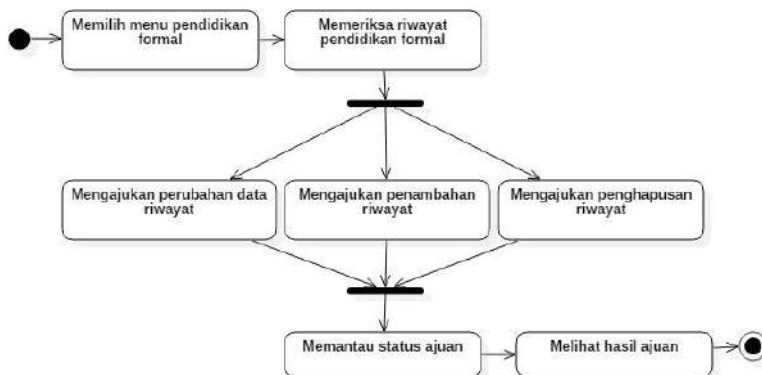 Memilih menu pendidikan
formal
Memeriksa riwayat
pendidikan formal
Mengajukan perubahan data
riwayat
Mengajukan penambahan
riwayat
Mengajukan penghapusan
riwayat
Memantau status ajuan
Melihat hasil ajuan